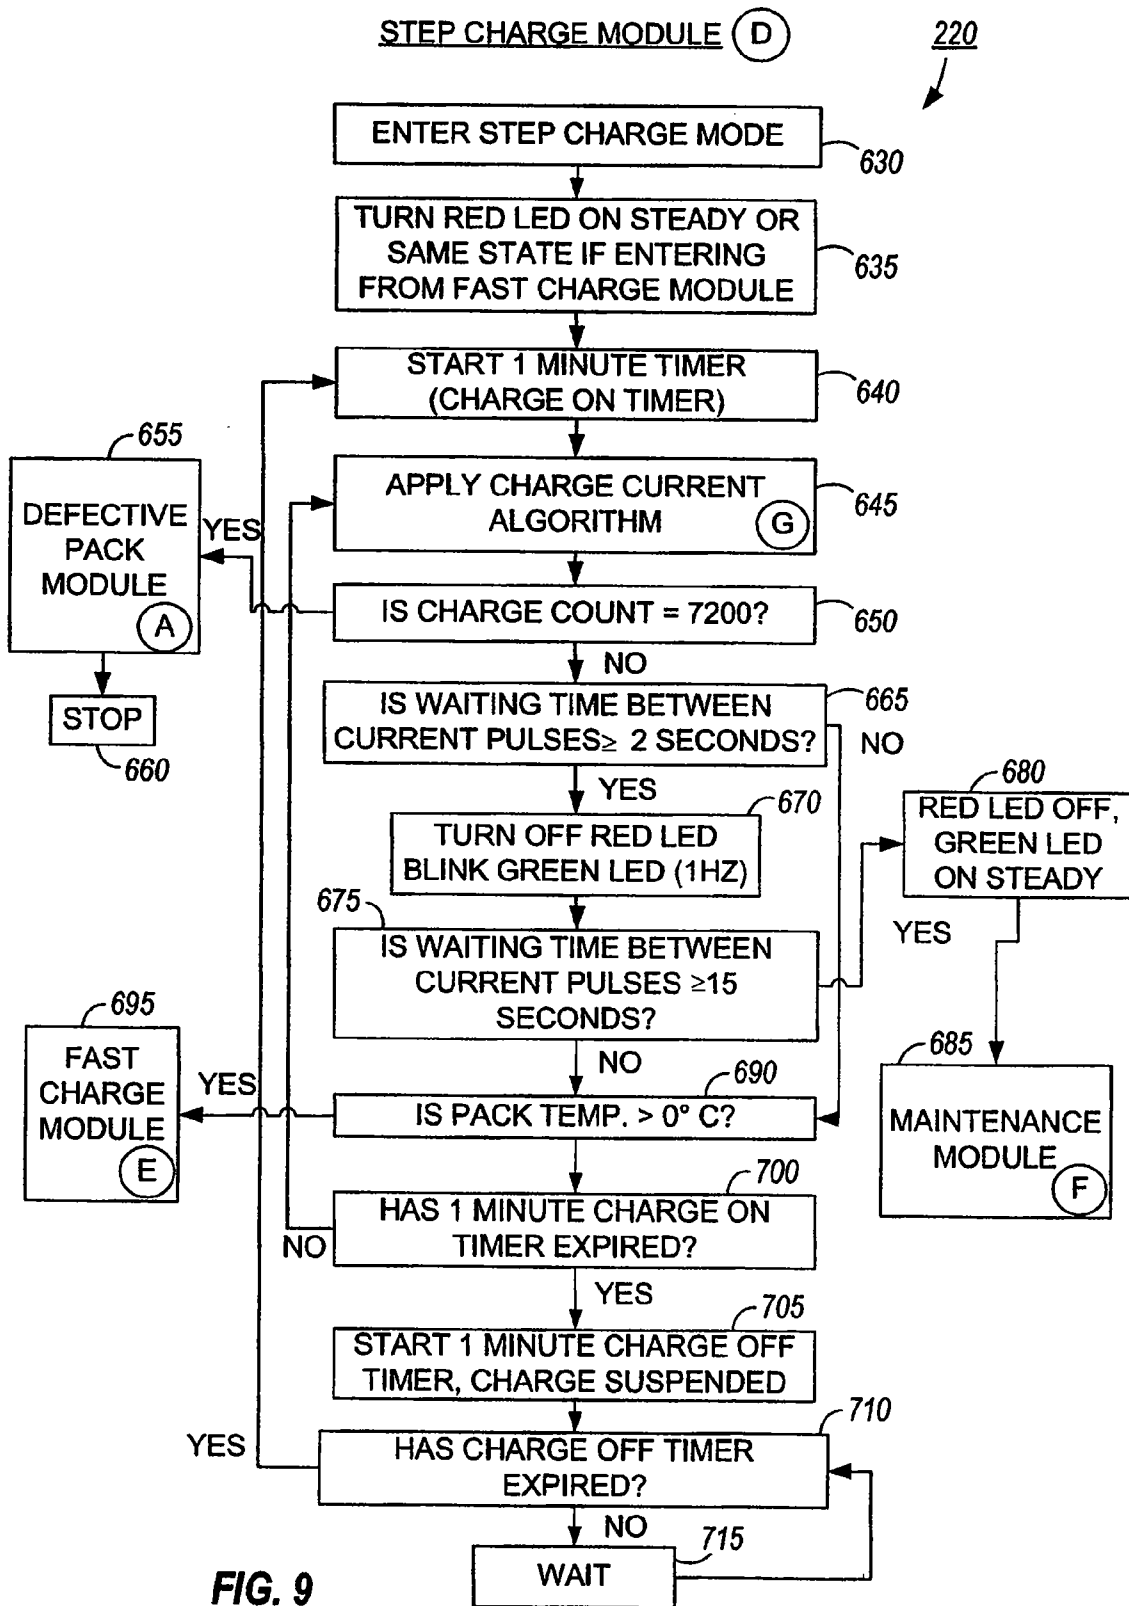 STEP CHARGE MODULE D
220
ENTER STEP CHARGE MODE
630
TURN RED LED ON STEADY OR
SAME STATE IF ENTERING
FROM FAST CHARGE MODULE
635
START 1 MINUTE TIMER
(CHARGE ON TIMER)
640
655
DEFECTIVE
PACK
MODULE
A
YES
APPLY CHARGE CURRENT
ALGORITHM
G
645
IS CHARGE COUNT = 7200?
650
NO
STOP
660
IS WAITING TIME BETWEEN
CURRENT PULSES≥ 2 SECONDS?
665
NO
YES
670
TURN OFF RED LED
BLINK GREEN LED (1HZ)
680
RED LED OFF,
GREEN LED
ON STEADY
YES
675
IS WAITING TIME BETWEEN
CURRENT PULSES ≥15
SECONDS?
NO
695
FAST
CHARGE
MODULE
E
YES
690
IS PACK TEMP. > 0° C?
685
MAINTENANCE
MODULE
F
700
HAS 1 MINUTE CHARGE ON
TIMER EXPIRED?
NO
YES
705
START 1 MINUTE CHARGE OFF
TIMER, CHARGE SUSPENDED
710
YES
HAS CHARGE OFF TIMER
EXPIRED?
NO
715
WAIT
FIG. 9